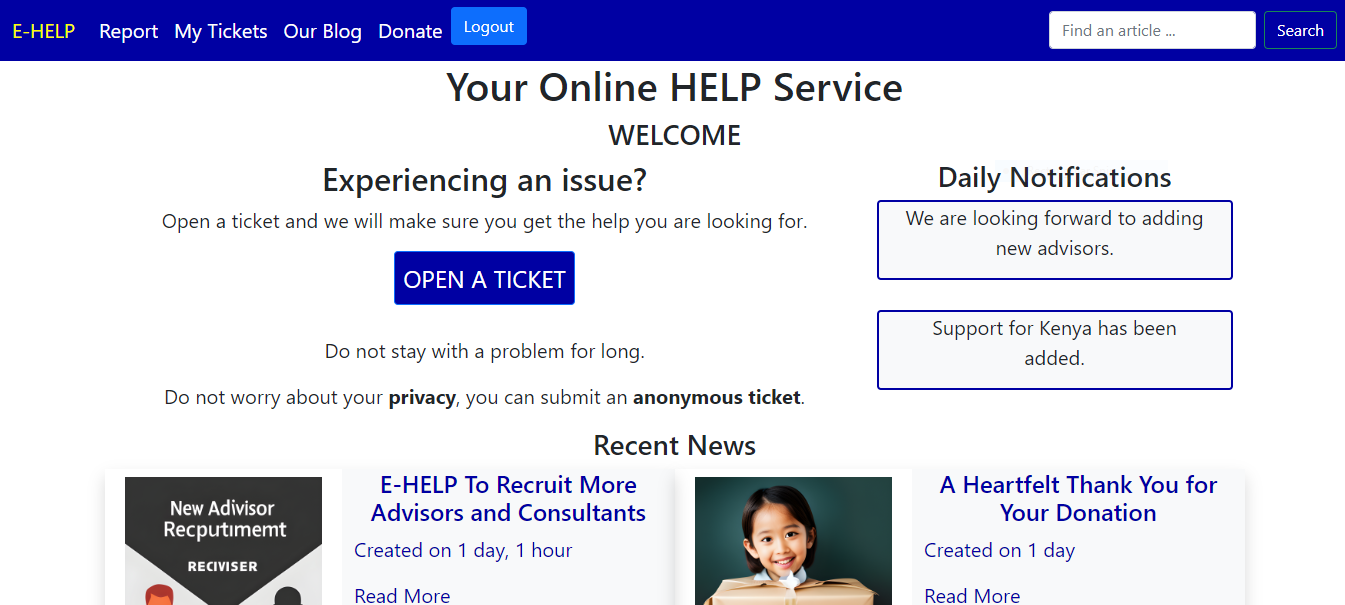 E-HELP Report My Tickets Our Blog Donate Logout Find an article ... Search
Your Online HELP Service
WELCOME
Experiencing an issue?
Open a ticket and we will make sure you get the help you are looking for.
OPEN A TICKET
Do not stay with a problem for long.
Do not worry about your privacy, you can submit an anonymous ticket.
Daily Notifications
We are looking forward to adding
new advisors.
Support for Kenya has been
added.
Recent News
New Adivisor
Recputımemt
RECIVISER
E-HELP To Recruit More
Advisors and Consultants
Created on 1 day, 1 hour
Read More
A Heartfelt Thank You for
Your Donation
Created on 1 day
Read More